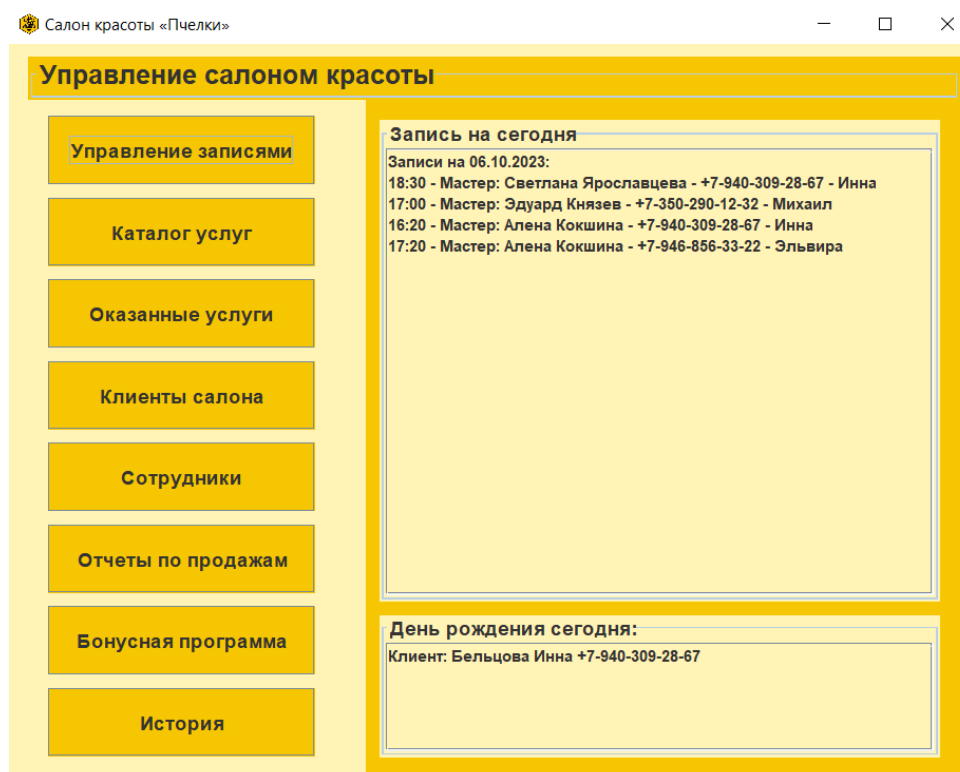 Салон красоты «Пчелки»
Управление салоном красоты
Управление записями
Каталог услуг
Оказанные услуги
Клиенты салона
Сотрудники
Отчеты по продажам
Бонусная программа
История
Запись на сегодня
Записи на 06.10.2023:
18:30 - Мастер: Светлана Ярославцева - +7-940-309-28-67 - Инна
17:00 - Мастер: Эдуард Князев - +7-350-290-12-32 - Михаил
16:20 - Мастер: Алена Кокшина - +7-940-309-28-67 - Инна
17:20 - Мастер: Алена Кокшина - +7-946-856-33-22 - Эльвира
День рождения сегодня:
Клиент: Бельцова Инна +7-940-309-28-67